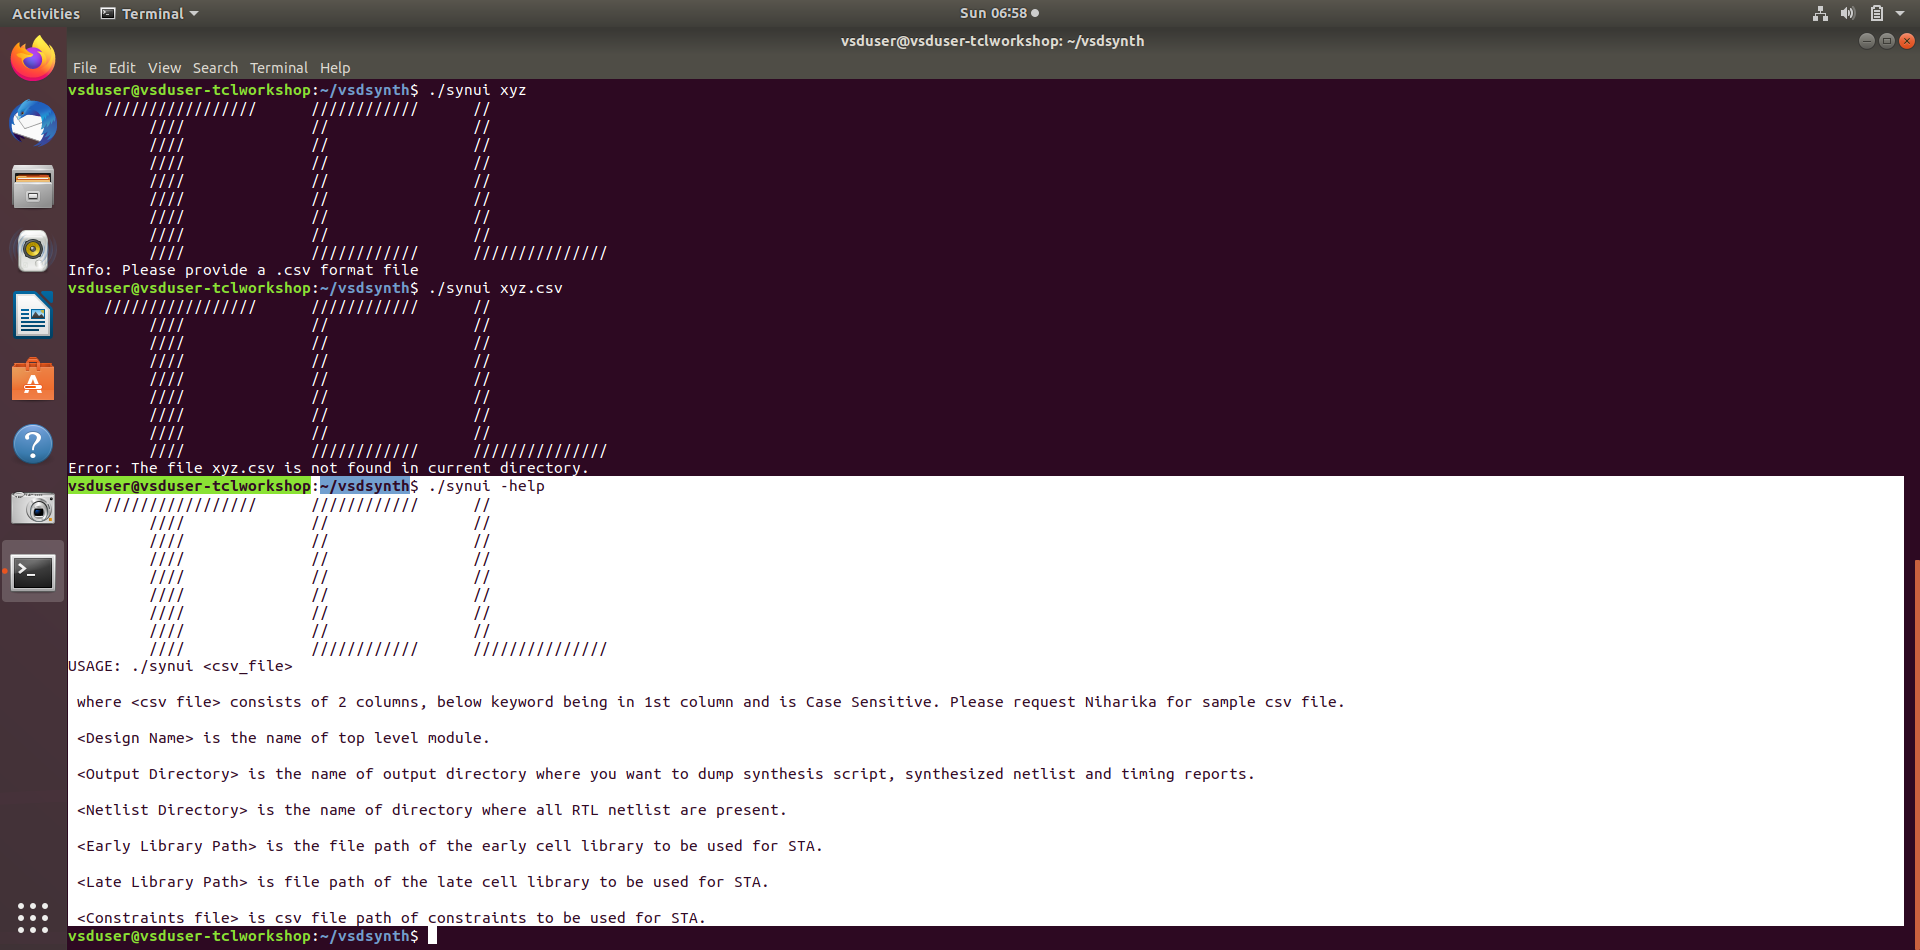 Activities Terminal Sun 06:58
vsduser@vsduser-tclworkshop: ~/vsdsynth
File Edit View Search Terminal Help
vsduser@vsduser-tclworkshop:~/vsdsynth$ ./synui xyz
    /////////////////      ////////////      //
         ////              //                //
         ////              //                //
         ////              //                //
         ////              //                //
         ////              //                //
         ////              //                //
         ////              //                //
         ////              ////////////      ///////////////
Info: Please provide a .csv format file
vsduser@vsduser-tclworkshop:~/vsdsynth$ ./synui xyz.csv
    /////////////////      ////////////      //
         ////              //                //
         ////              //                //
         ////              //                //
         ////              //                //
         ////              //                //
         ////              //                //
         ////              //                //
         ////              ////////////      ///////////////
Error: The file xyz.csv is not found in current directory.
vsduser@vsduser-tclworkshop:~/vsdsynth$ ./synui -help
    /////////////////      ////////////      //
         ////              //                //
         ////              //                //
         ////              //                //
         ////              //                //
         ////              //                //
         ////              //                //
         ////              //                //
         ////              ////////////      ///////////////
USAGE: ./synui <csv_file>
 where <csv file> consists of 2 columns, below keyword being in 1st column and is Case Sensitive. Please request Niharika for sample csv file.
 <Design Name> is the name of top level module.
 <Output Directory> is the name of output directory where you want to dump synthesis script, synthesized netlist and timing reports.
 <Netlist Directory> is the name of directory where all RTL netlist are present.
 <Early Library Path> is the file path of the early cell library to be used for STA.
 <Late Library Path> is file path of the late cell library to be used for STA.
 <Constraints file> is csv file path of constraints to be used for STA.
vsduser@vsduser-tclworkshop:~/vsdsynth$